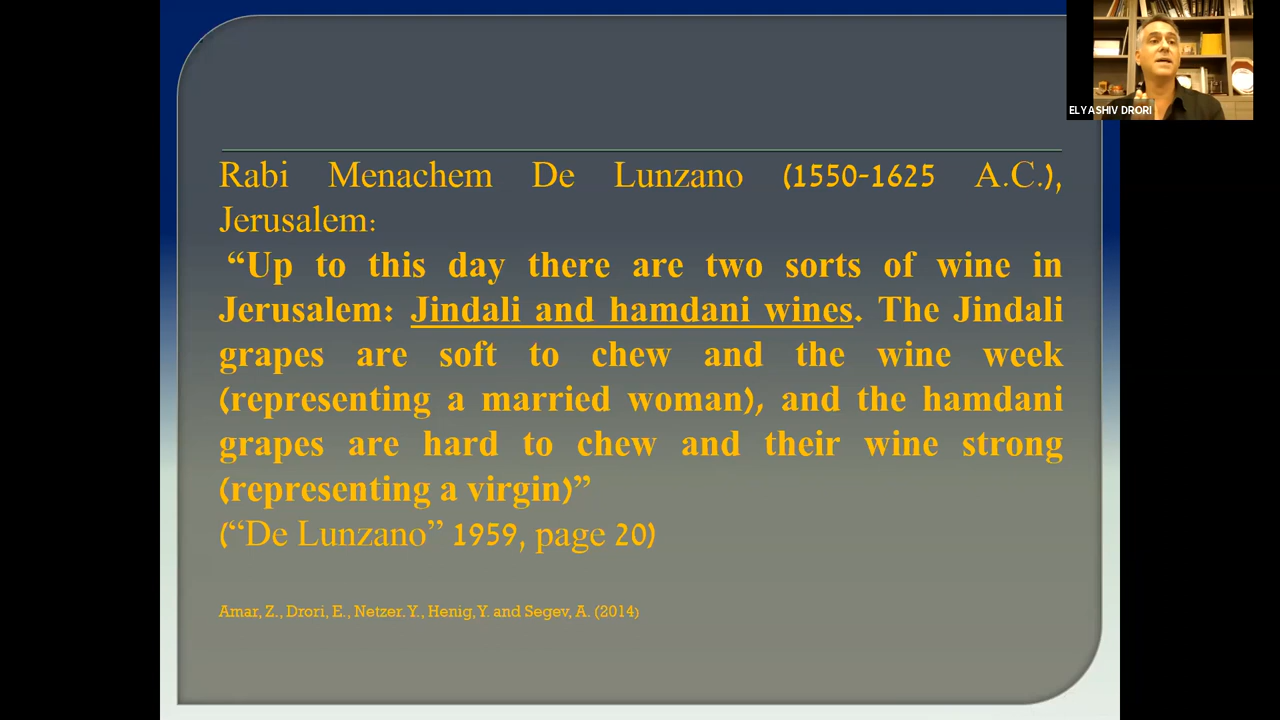 ELYASHIV DRORI
Rabi Menachem De Lunzano (1550-1625 A.C.),
Jerusalem:
“Up to this day there are two sorts of wine in
Jerusalem: Jindali and hamdani wines. The Jindali
grapes are soft to chew and the wine week
(representing a married woman), and the hamdani
grapes are hard to chew and their wine strong
(representing a virgin)”
(“De Lunzano” 1959, page 20)
Amar, Z., Drori, E., Netzer. Y., Henig, Y. and Segev, A. (2014)